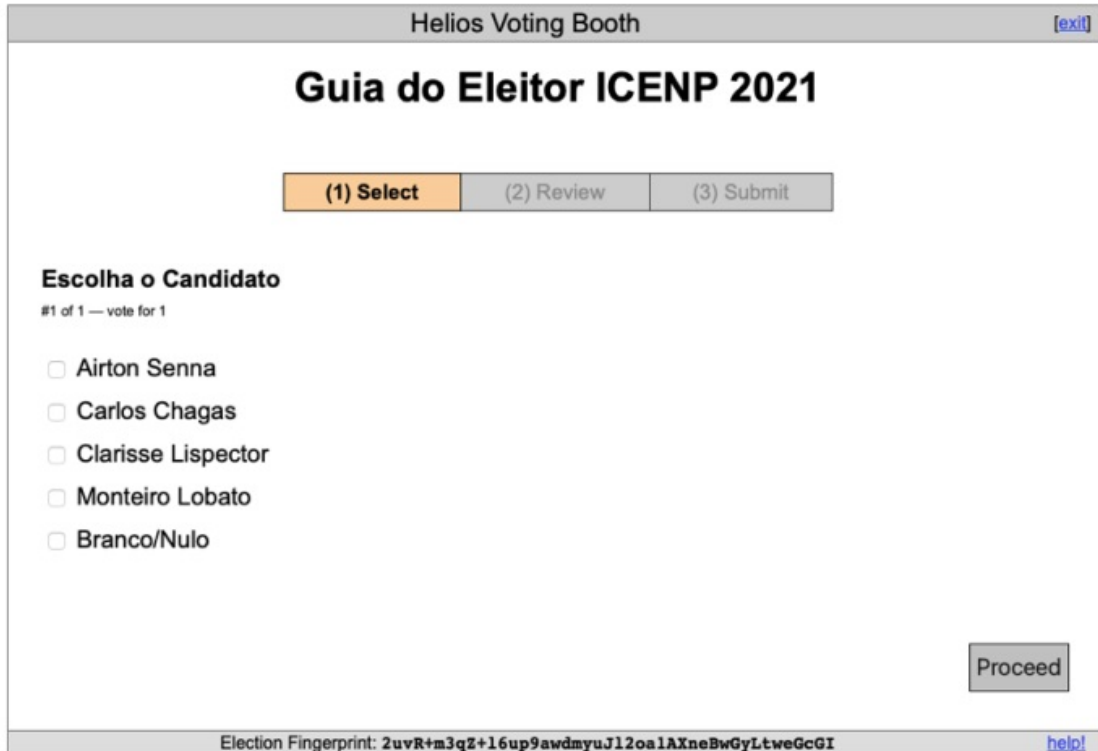 Helios Voting Booth [exit]
Guia do Eleitor ICENP 2021
(1) Select (2) Review (3) Submit
Escolha o Candidato
#1 of 1 — vote for 1
Airton Senna
Carlos Chagas
Clarisse Lispector
Monteiro Lobato
Branco/Nulo
Proceed
Election Fingerprint: 2uvR+m3qZ+l6up9awdmyuJl2oa1AXneBwGyLtweGcGI help!